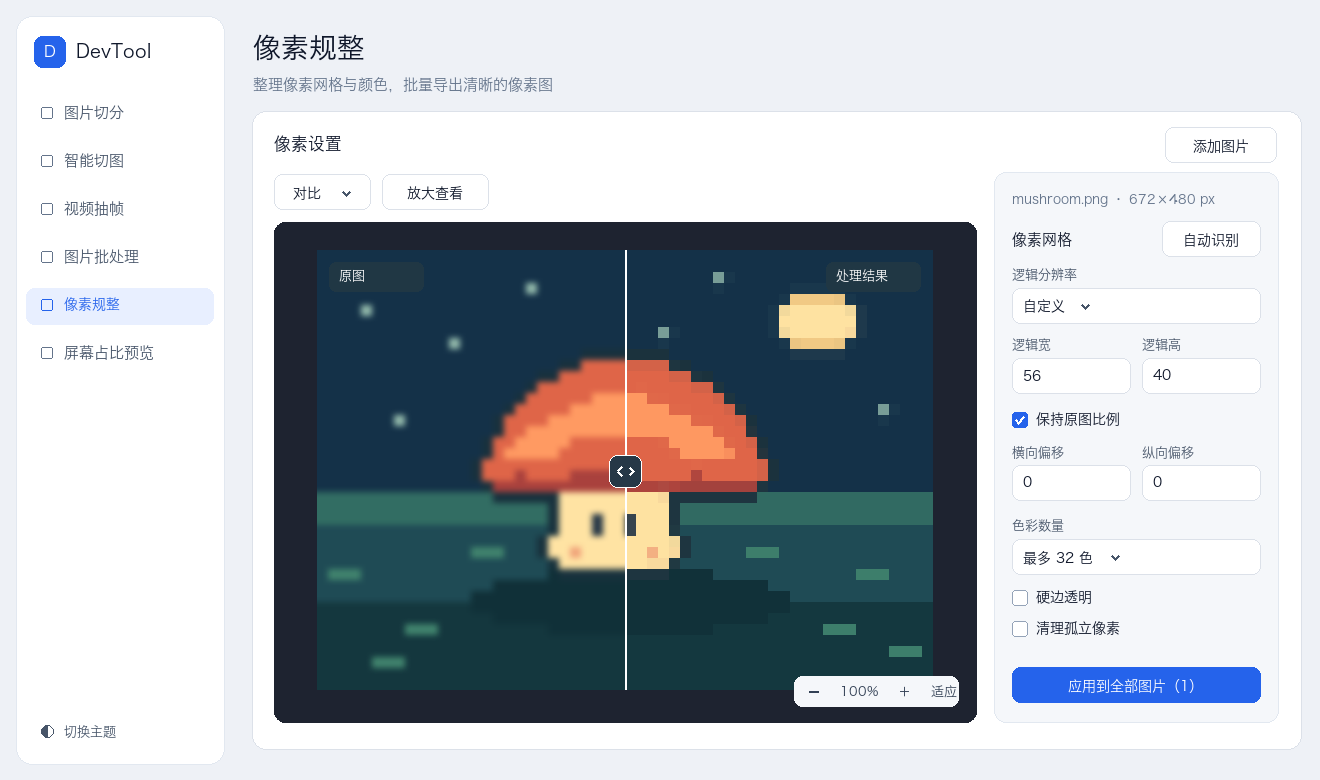 D DevTool
图片切分
智能切图
视频抽帧
图片批处理
像素规整
屏幕占比预览
切换主题
像素规整
整理像素网格与颜色，批量导出清晰的像素图
像素设置
添加图片
对比
放大查看
原图
处理结果
100%
适应
mushroom.png · 672×480 px
像素网格
自动识别
逻辑分辨率
自定义
逻辑宽 逻辑高
56 40
保持原图比例
横向偏移 纵向偏移
0 0
色彩数量
最多 32 色
硬边透明
清理孤立像素
应用到全部图片（1）